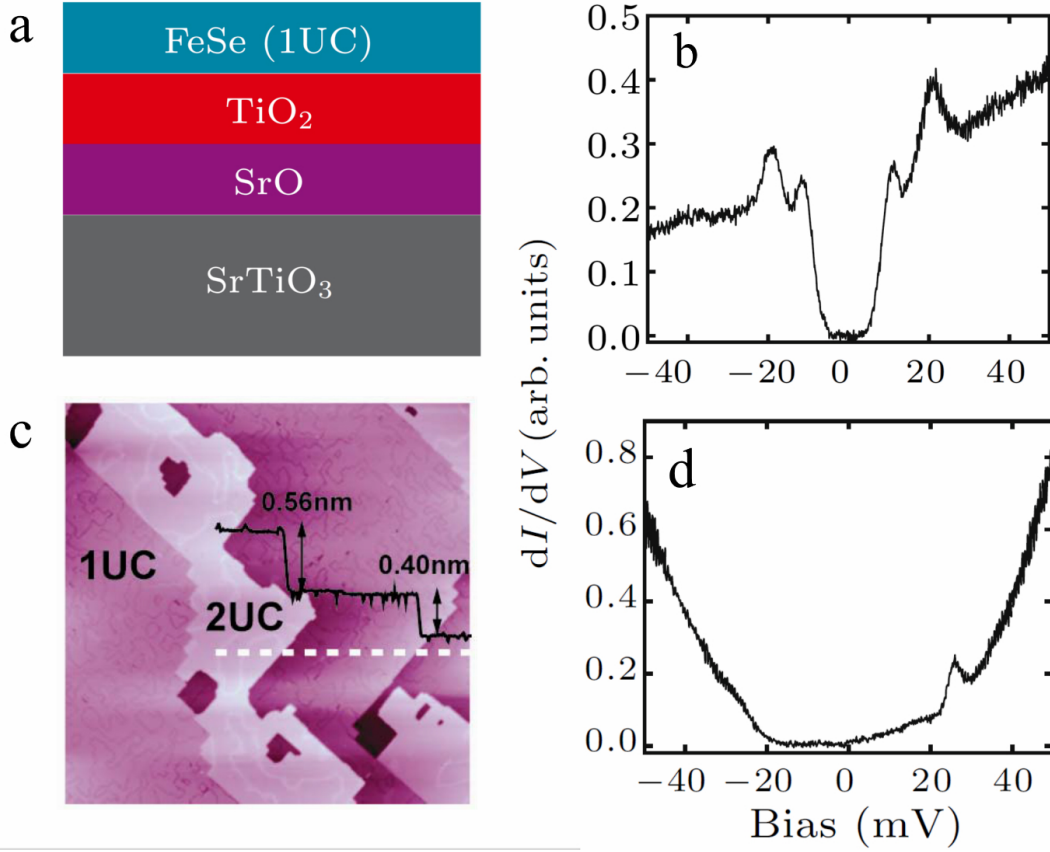 a
FeSe (1UC)
TiO₂
SrO
SrTiO₃
b
0.5
0.4
0.3
0.2
0.1
0.0
−40 −20 0 20 40
c
0.56nm
0.40nm
1UC
2UC
dI/dV (arb. units)
d
0.8
0.6
0.4
0.2
0.0
−40 −20 0 20 40
Bias (mV)